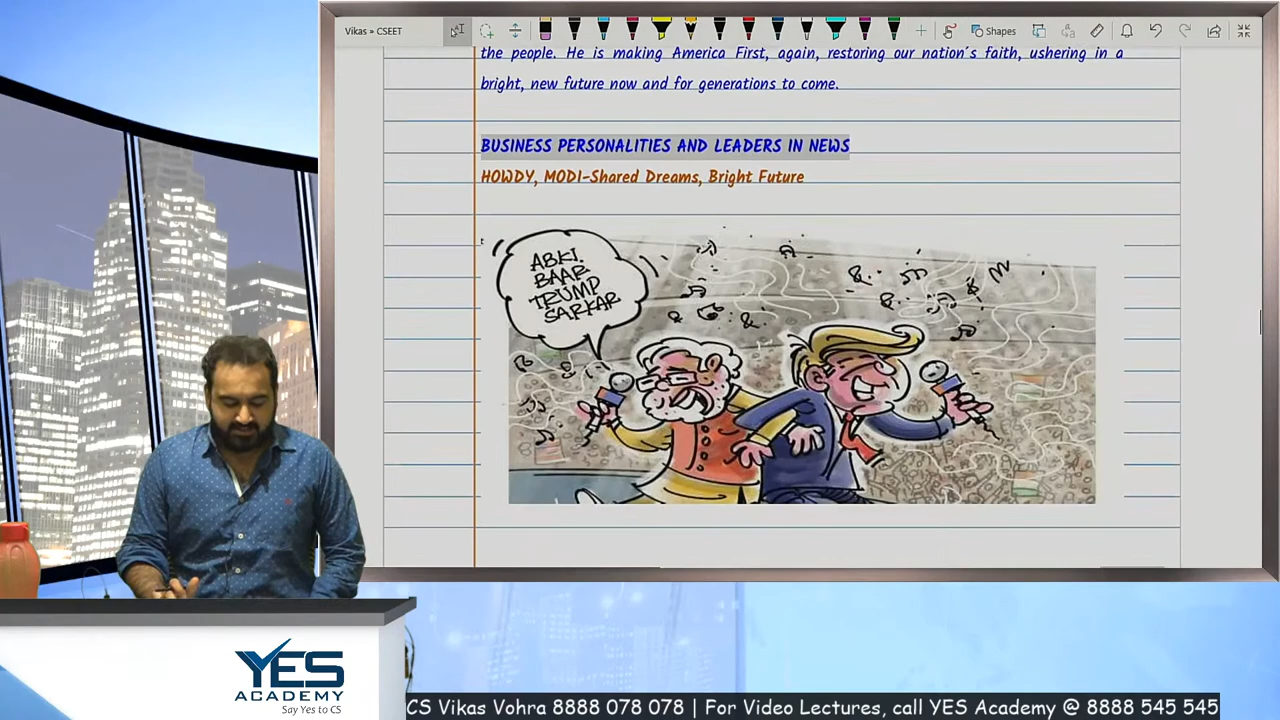 Vikas » CSEET
Shapes
the people. He is making America First, again, restoring our nation's faith, ushering in a
bright, new future now and for generations to come.
BUSINESS PERSONALITIES AND LEADERS IN NEWS
HOWDY, MODI-Shared Dreams, Bright Future
ABKI
BAAR
TRUMP
SARKAR
YES
ACADEMY
Say Yes to CS
CS Vikas Vohra 8888 078 078 | For Video Lectures, call YES Academy @ 8888 545 545